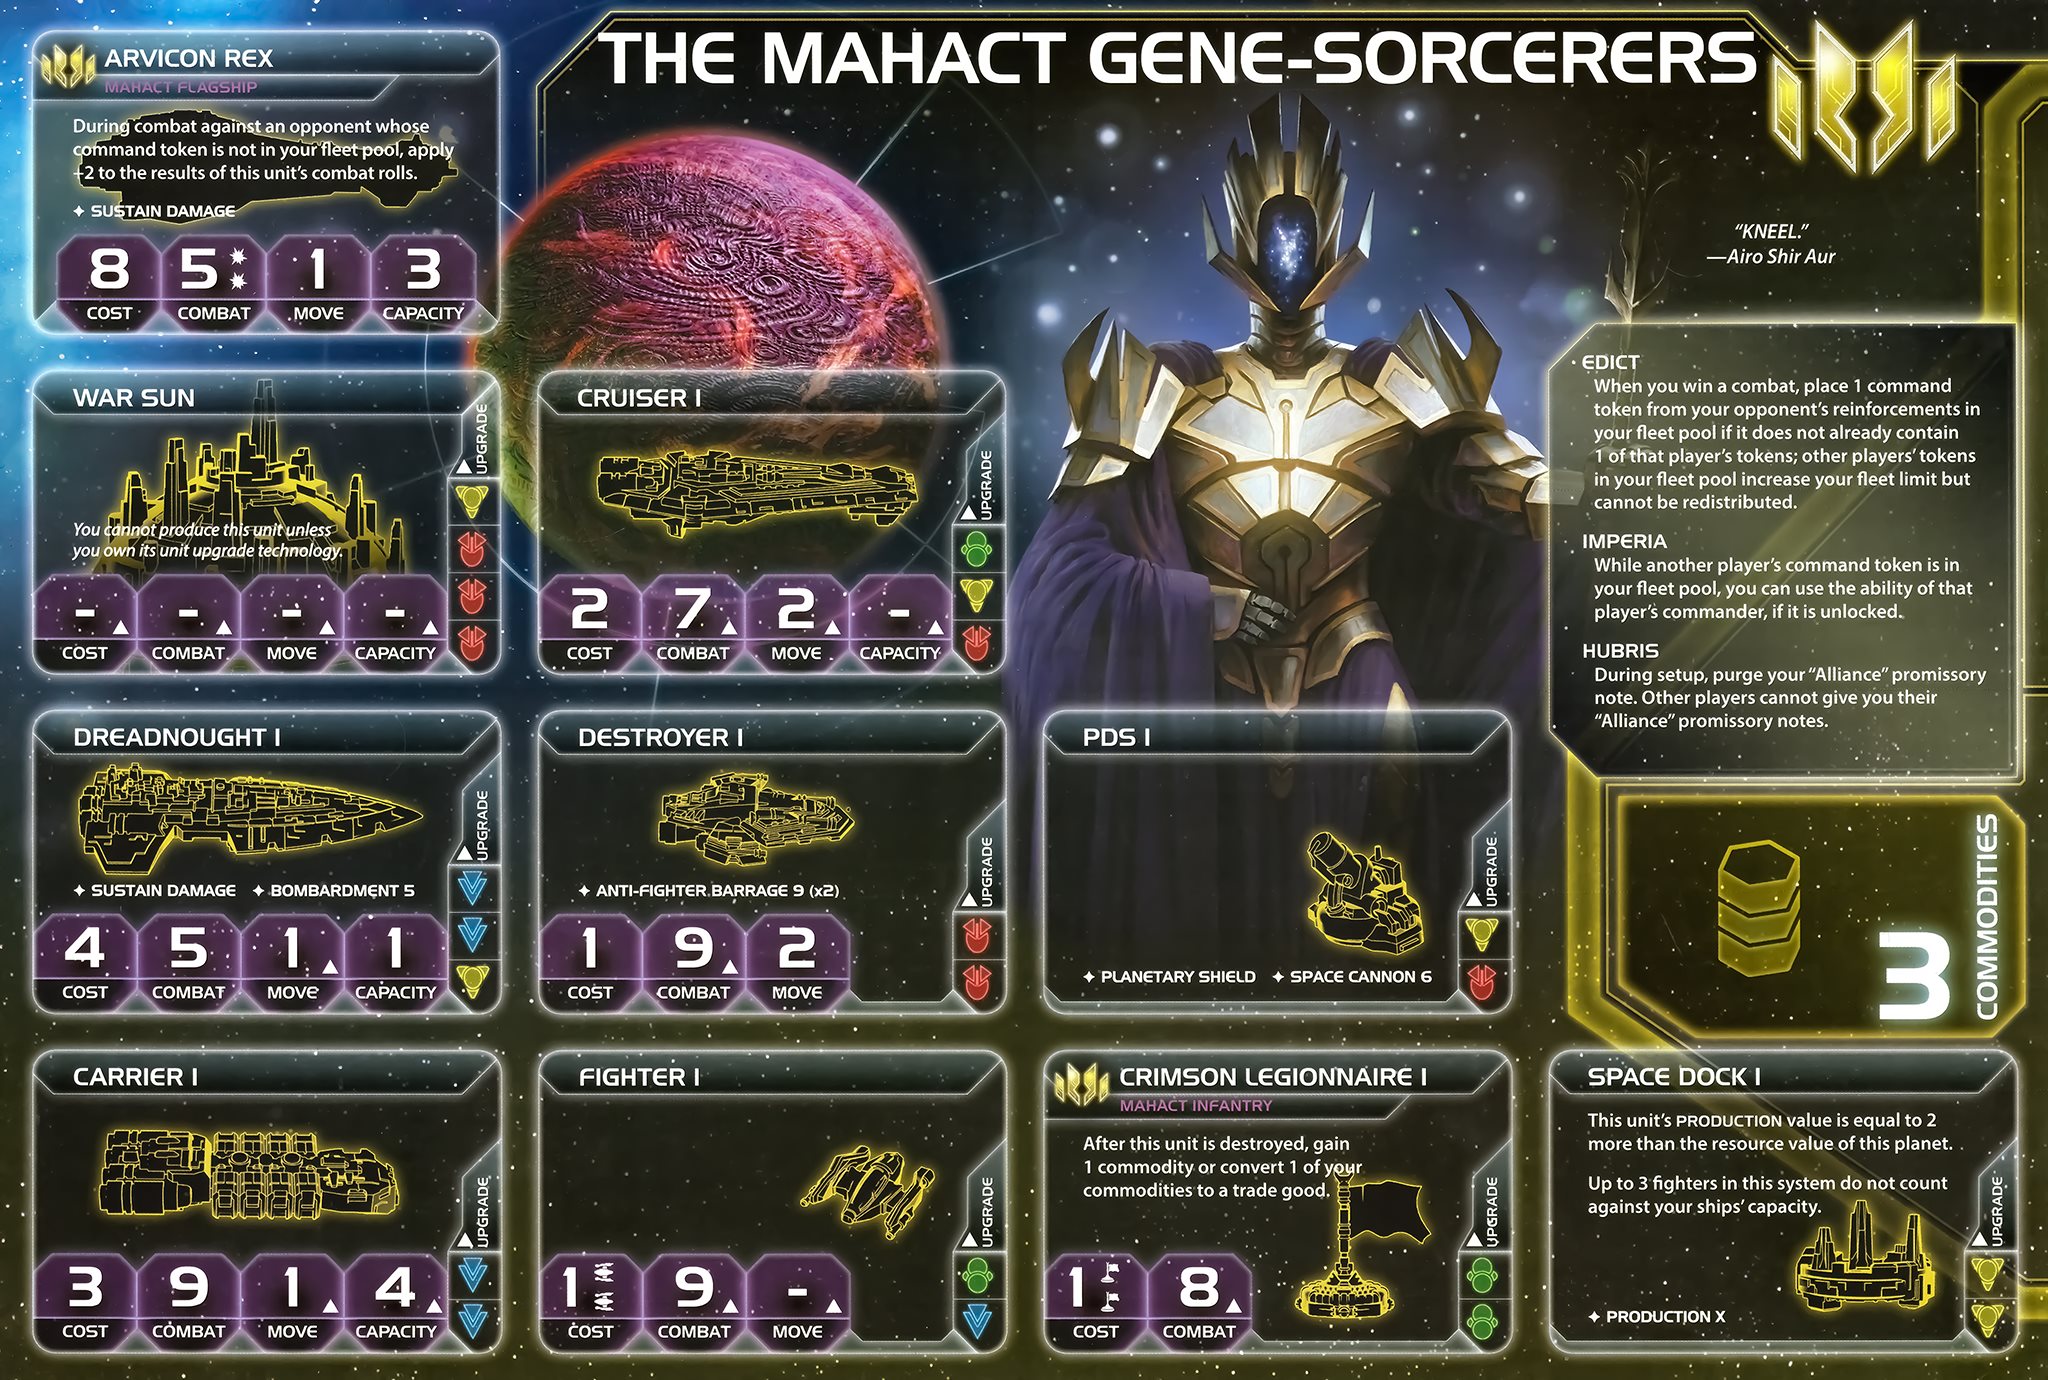 THE MAHACT GENE-SORCERERS
ARVICON REX
MAHACT FLAGSHIP
During combat against an opponent whose
command token is not in your fleet pool, apply
+2 to the results of this unit's combat rolls.
✦ SUSTAIN DAMAGE
8 5 1 3
COST COMBAT MOVE CAPACITY
"KNEEL."
—Airo Shir Aur
EDICT
When you win a combat, place 1 command
token from your opponent's reinforcements in
your fleet pool if it does not already contain
1 of that player's tokens; other players' tokens
in your fleet pool increase your fleet limit but
cannot be redistributed.
IMPERIA
While another player's command token is in
your fleet pool, you can use the ability of that
player's commander, if it is unlocked.
HUBRIS
During setup, purge your "Alliance" promissory
note. Other players cannot give you their
"Alliance" promissory notes.
WAR SUN
UPGRADE
You cannot produce this unit unless
you own its unit upgrade technology.
- - - -
COST COMBAT MOVE CAPACITY
CRUISER I
UPGRADE
2 7 2 -
COST COMBAT MOVE CAPACITY
DREADNOUGHT I
UPGRADE
✦ SUSTAIN DAMAGE ✦ BOMBARDMENT 5
4 5 1 1
COST COMBAT MOVE CAPACITY
DESTROYER I
UPGRADE
✦ ANTI-FIGHTER BARRAGE 9 (x2)
1 9 2
COST COMBAT MOVE
PDS I
UPGRADE
✦ PLANETARY SHIELD ✦ SPACE CANNON 6
3
COMMODITIES
CARRIER I
UPGRADE
3 9 1 4
COST COMBAT MOVE CAPACITY
FIGHTER I
UPGRADE
1 9 -
COST COMBAT MOVE
CRIMSON LEGIONNAIRE I
MAHACT INFANTRY
After this unit is destroyed, gain
1 commodity or convert 1 of your
commodities to a trade good.
UPGRADE
1 8
COST COMBAT
SPACE DOCK I
This unit's PRODUCTION value is equal to 2
more than the resource value of this planet.
Up to 3 fighters in this system do not count
against your ships' capacity.
UPGRADE
✦ PRODUCTION X